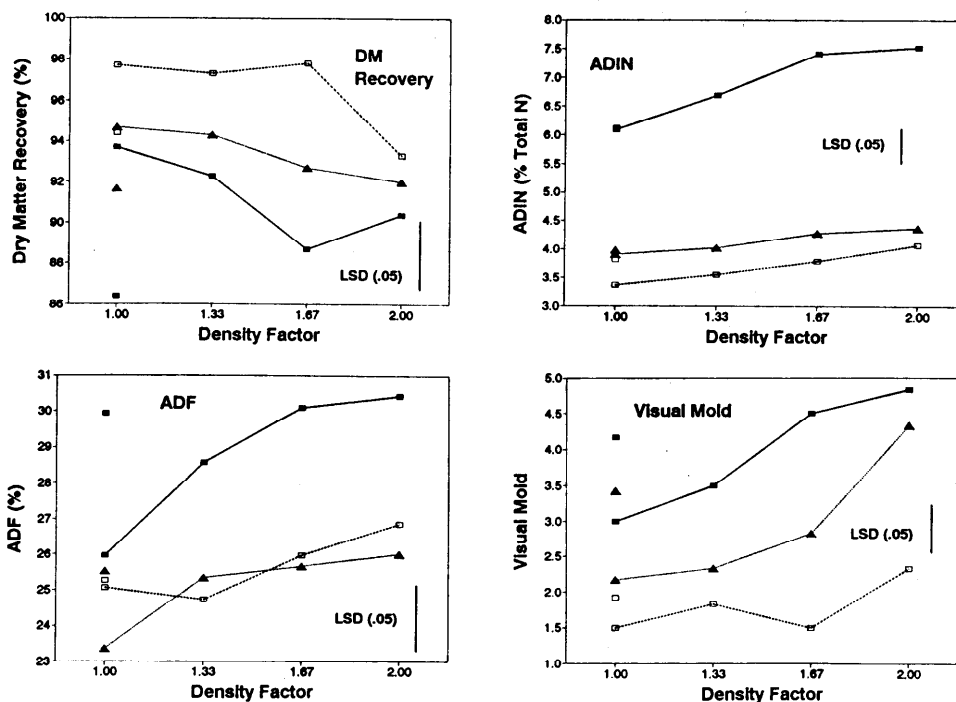 100
98
96
94
92
90
88
86
Dry Matter Recovery (%)
DM
Recovery
LSD (.05)
1.00 1.33 1.67 2.00
Density Factor
8.0
7.5
7.0
6.5
6.0
5.5
5.0
4.5
4.0
3.5
3.0
ADIN (% Total N)
ADIN
LSD (.05)
1.00 1.33 1.67 2.00
Density Factor
31
30
29
28
27
26
25
24
23
ADF (%)
ADF
LSD (.05)
1.00 1.33 1.67 2.00
Density Factor
5.0
4.5
4.0
3.5
3.0
2.5
2.0
1.5
1.0
Visual Mold
Visual Mold
LSD (.05)
1.00 1.33 1.67 2.00
Density Factor